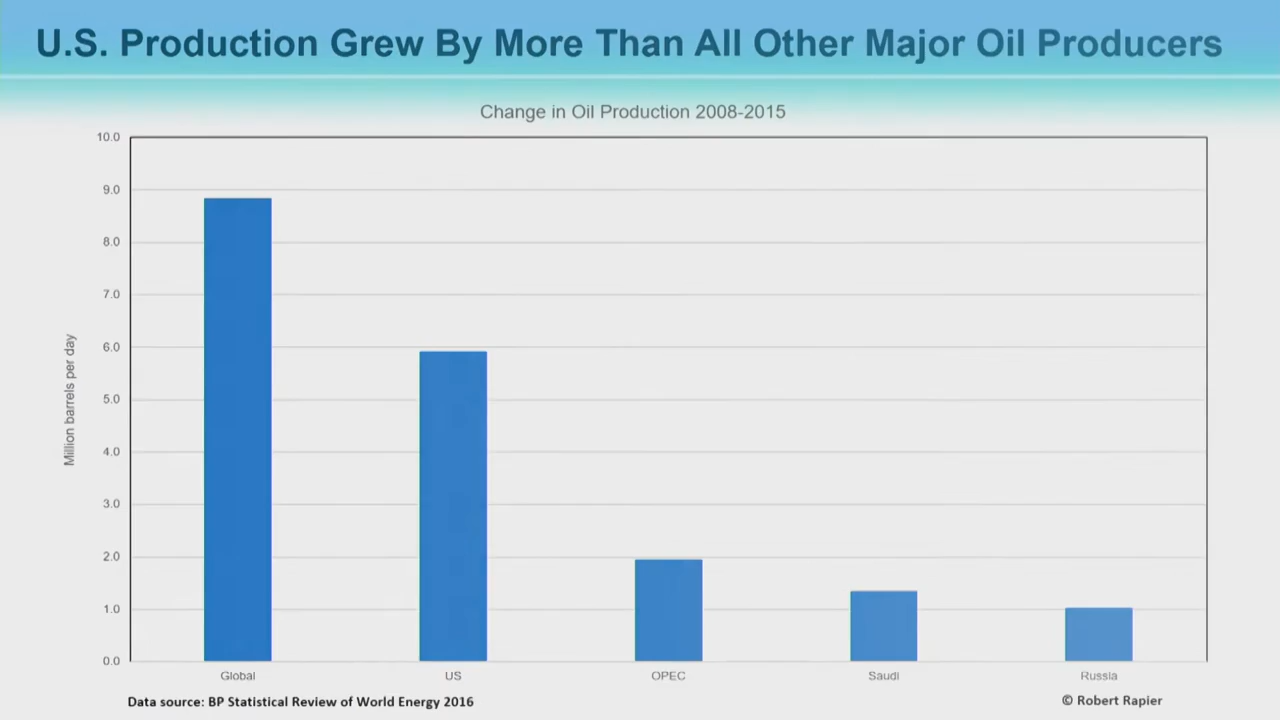 U.S. Production Grew By More Than All Other Major Oil Producers
Change in Oil Production 2008-2015
10.0
9.0
8.0
7.0
6.0
5.0
4.0
3.0
2.0
1.0
0.0
Million barrels per day
Global US OPEC Saudi Russia
Data source: BP Statistical Review of World Energy 2016
© Robert Rapier